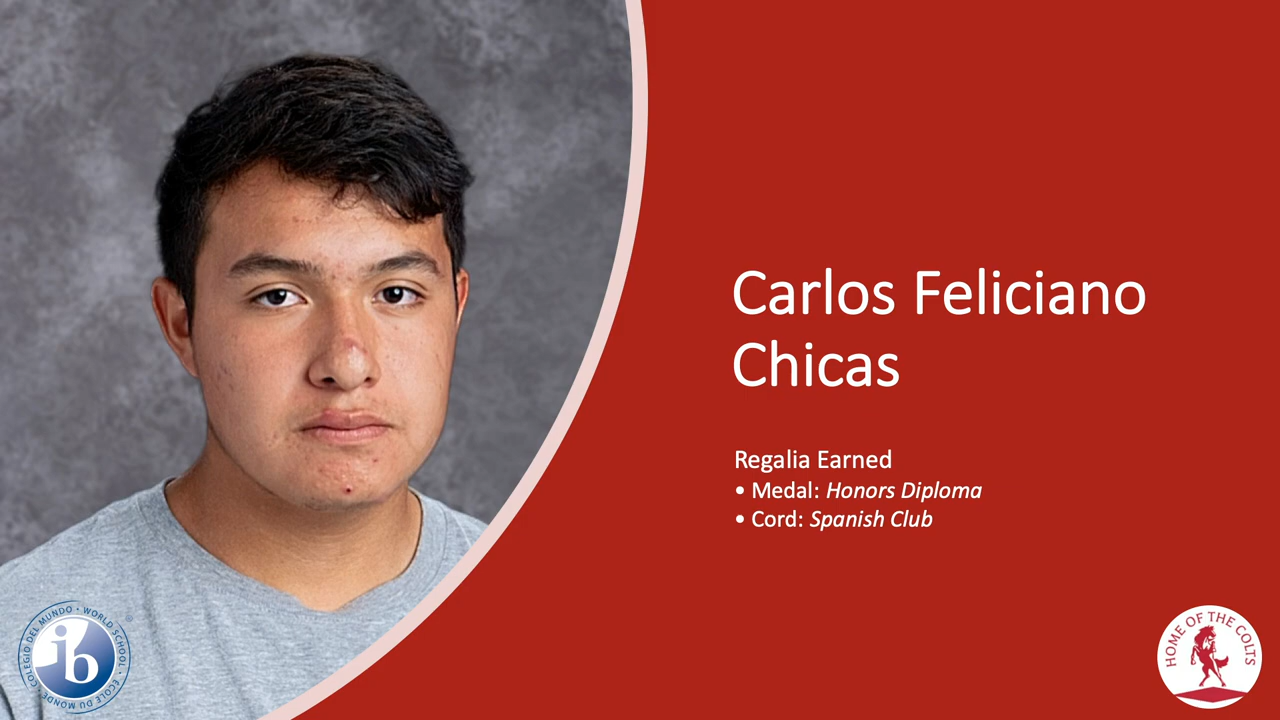 Carlos Feliciano
Chicas
Regalia Earned
• Medal: Honors Diploma
• Cord: Spanish Club
COLEGIO DEL MUNDO • WORLD SCHOOL • ECOLE DU MONDE •
®
ib
HOME OF THE COLTS